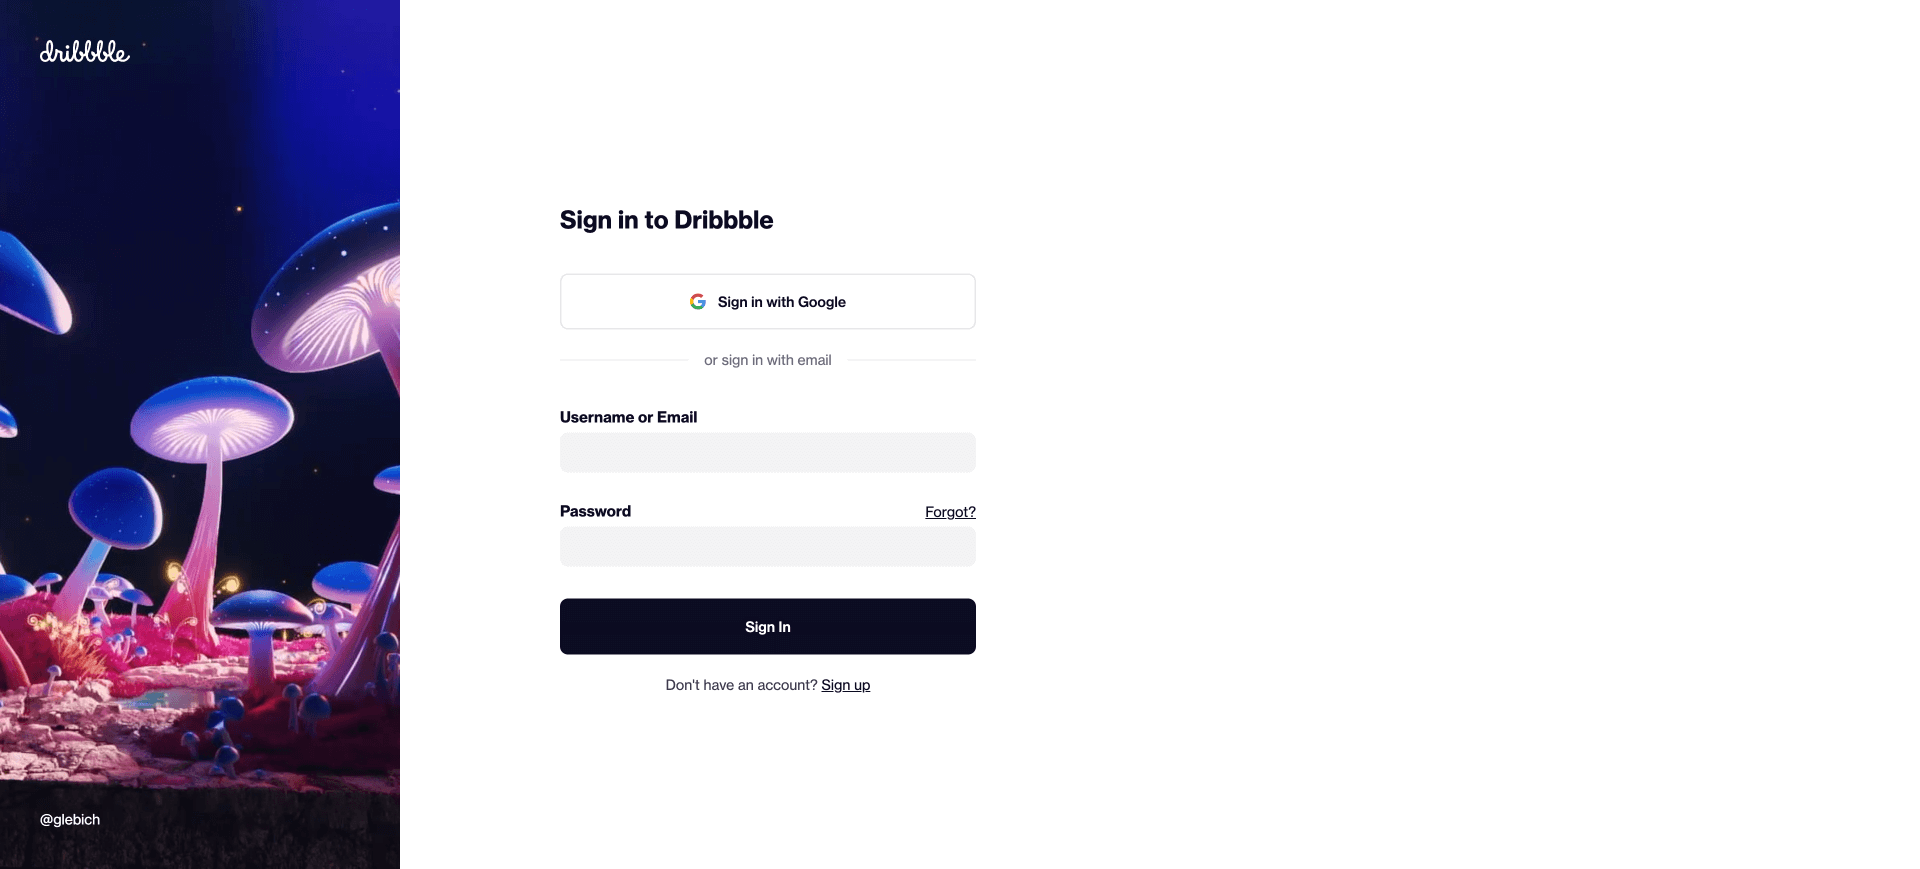 dribbble
Sign in to Dribbble
Sign in with Google
or sign in with email
Username or Email
Password Forgot?
Sign In
Don't have an account? Sign up
@glebich